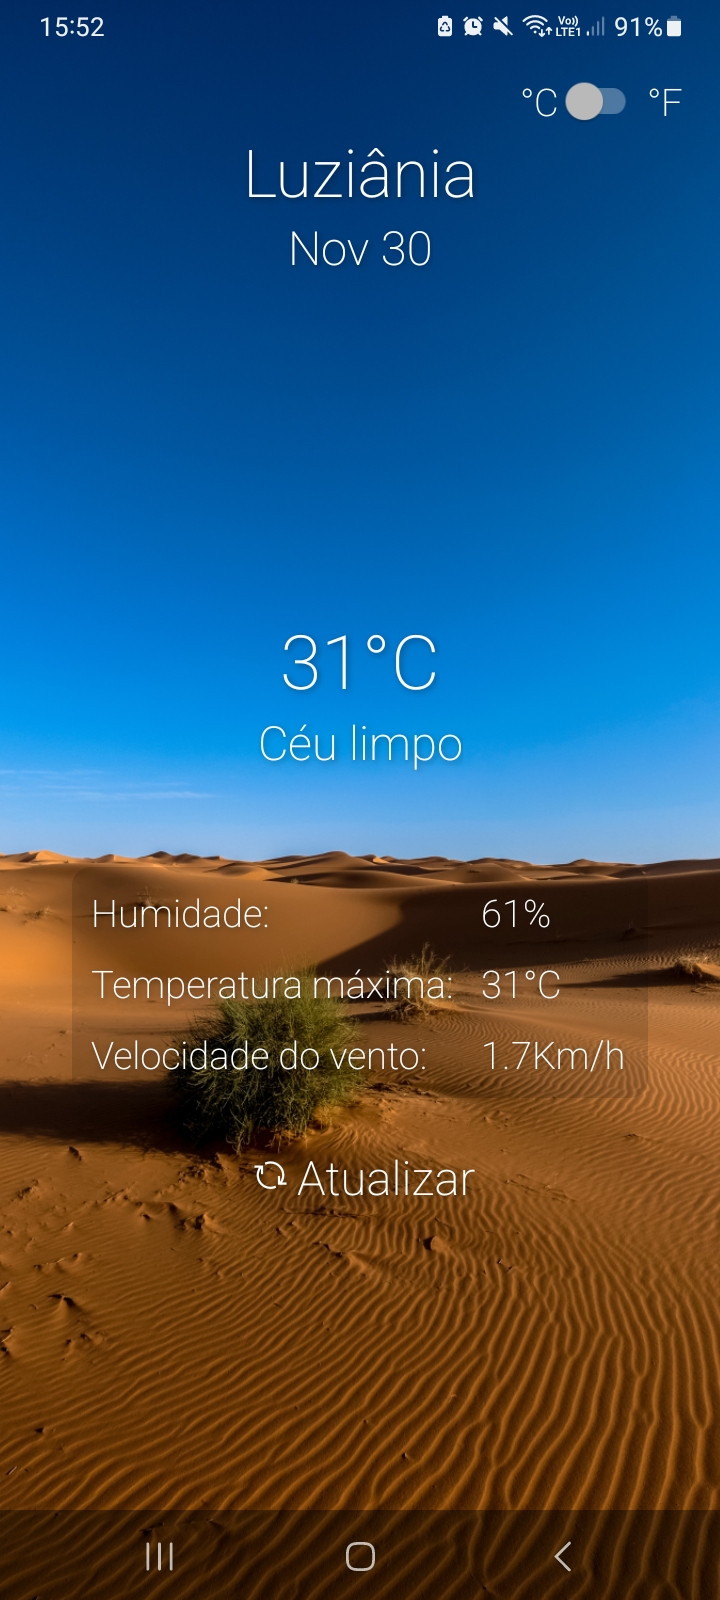 15:52
Vo)) LTE1 91%
°C °F
Luziânia
Nov 30
31°C
Céu limpo
Humidade: 61%
Temperatura máxima: 31°C
Velocidade do vento: 1.7Km/h
Atualizar